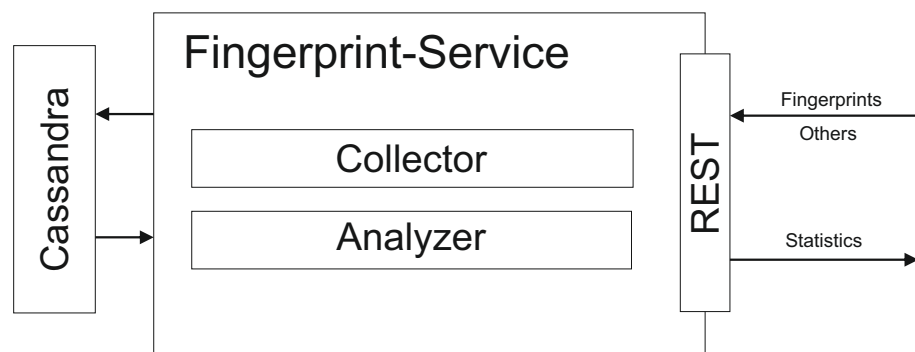 Fingerprint-Service
Cassandra
Collector
Analyzer
REST
Fingerprints
Others
Statistics